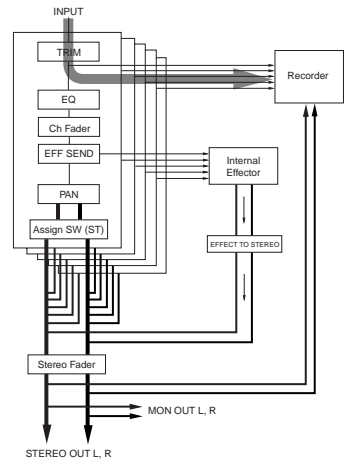 INPUT
TRIM
Recorder
EQ
Ch Fader
EFF SEND
Internal
Effector
PAN
Assign SW (ST)
EFFECT TO STEREO
Stereo Fader
MON OUT L, R
STEREO OUT L, R